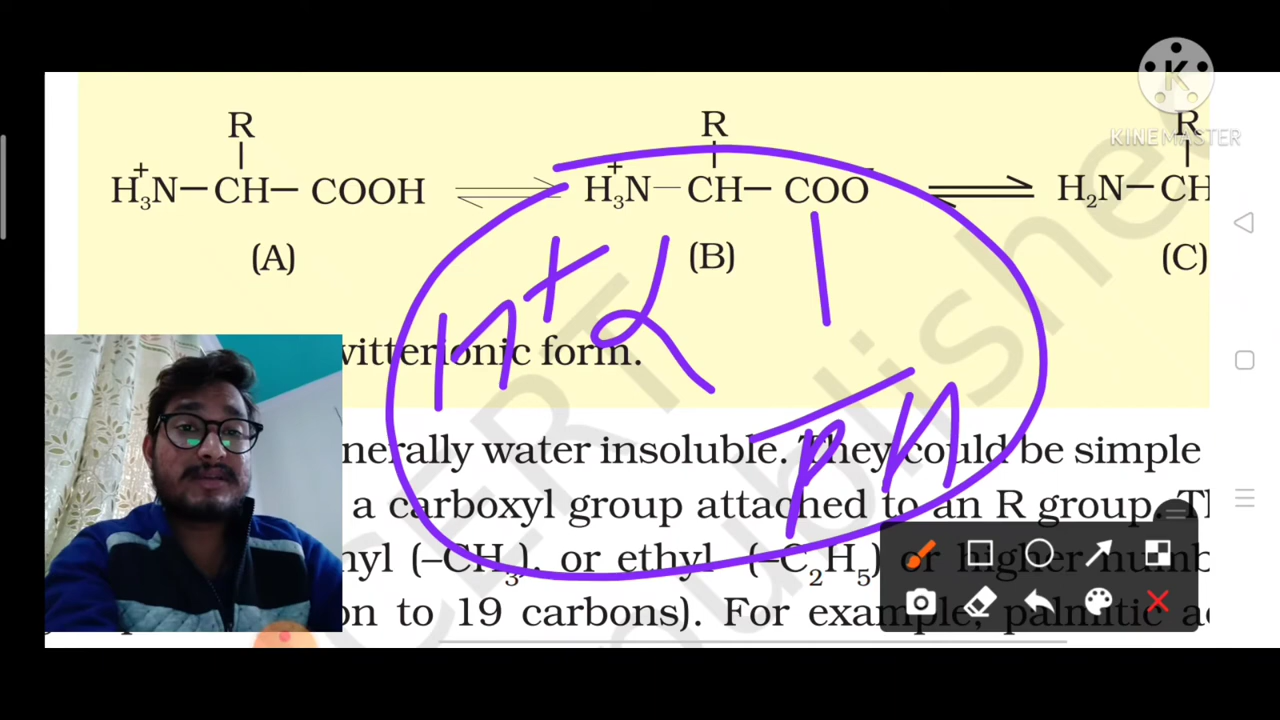 K
KINEMASTER
R R R
H₃N⁺—CH—COOH ⇌ H₃N⁺—CH—COO⁻ ⇌ H₂N—CH
(A) (B) (C)
witterionic form.
H⁺ α 1
pH
nerally water insoluble. They could be simple
a carboxyl group attached to an R group. Th
hyl (–CH₃), or ethyl (–C₂H₅) or higher numb
on to 19 carbons). For example, palmitic ac